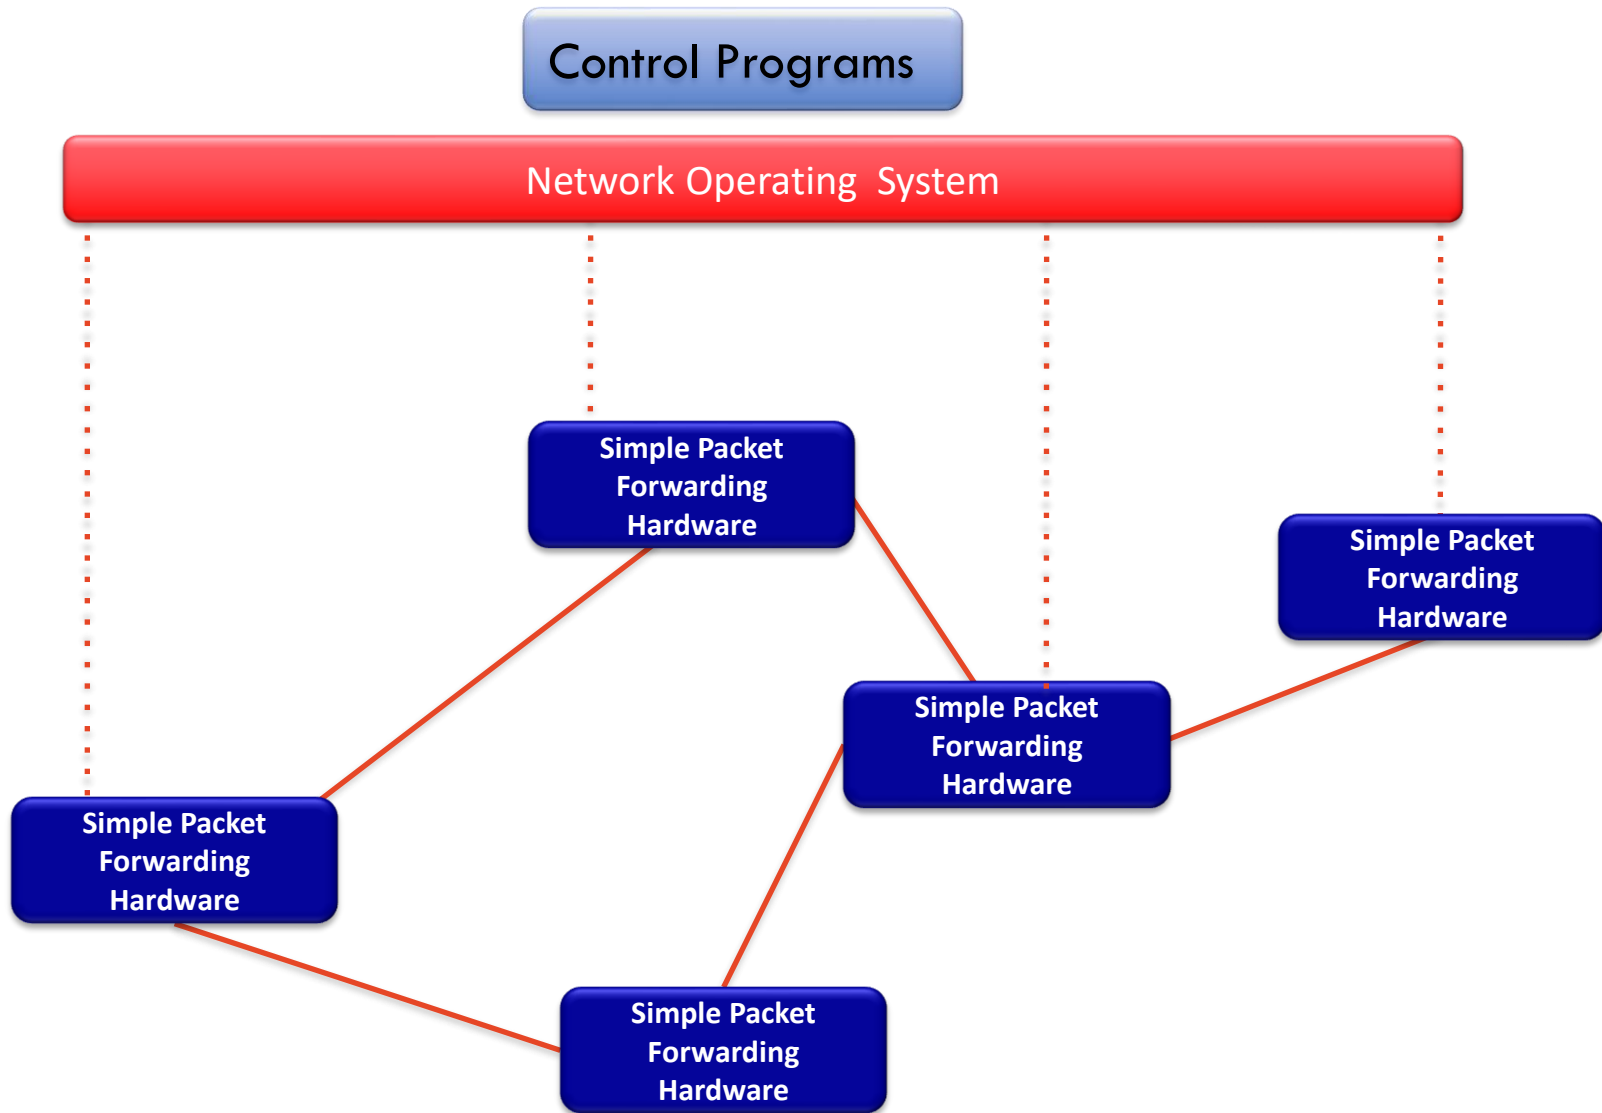 Control Programs
Network Operating  System
Simple Packet
Forwarding
Hardware
Simple Packet
Forwarding
Hardware
Simple Packet
Forwarding
Hardware
Simple Packet
Forwarding
Hardware
Simple Packet
Forwarding
Hardware